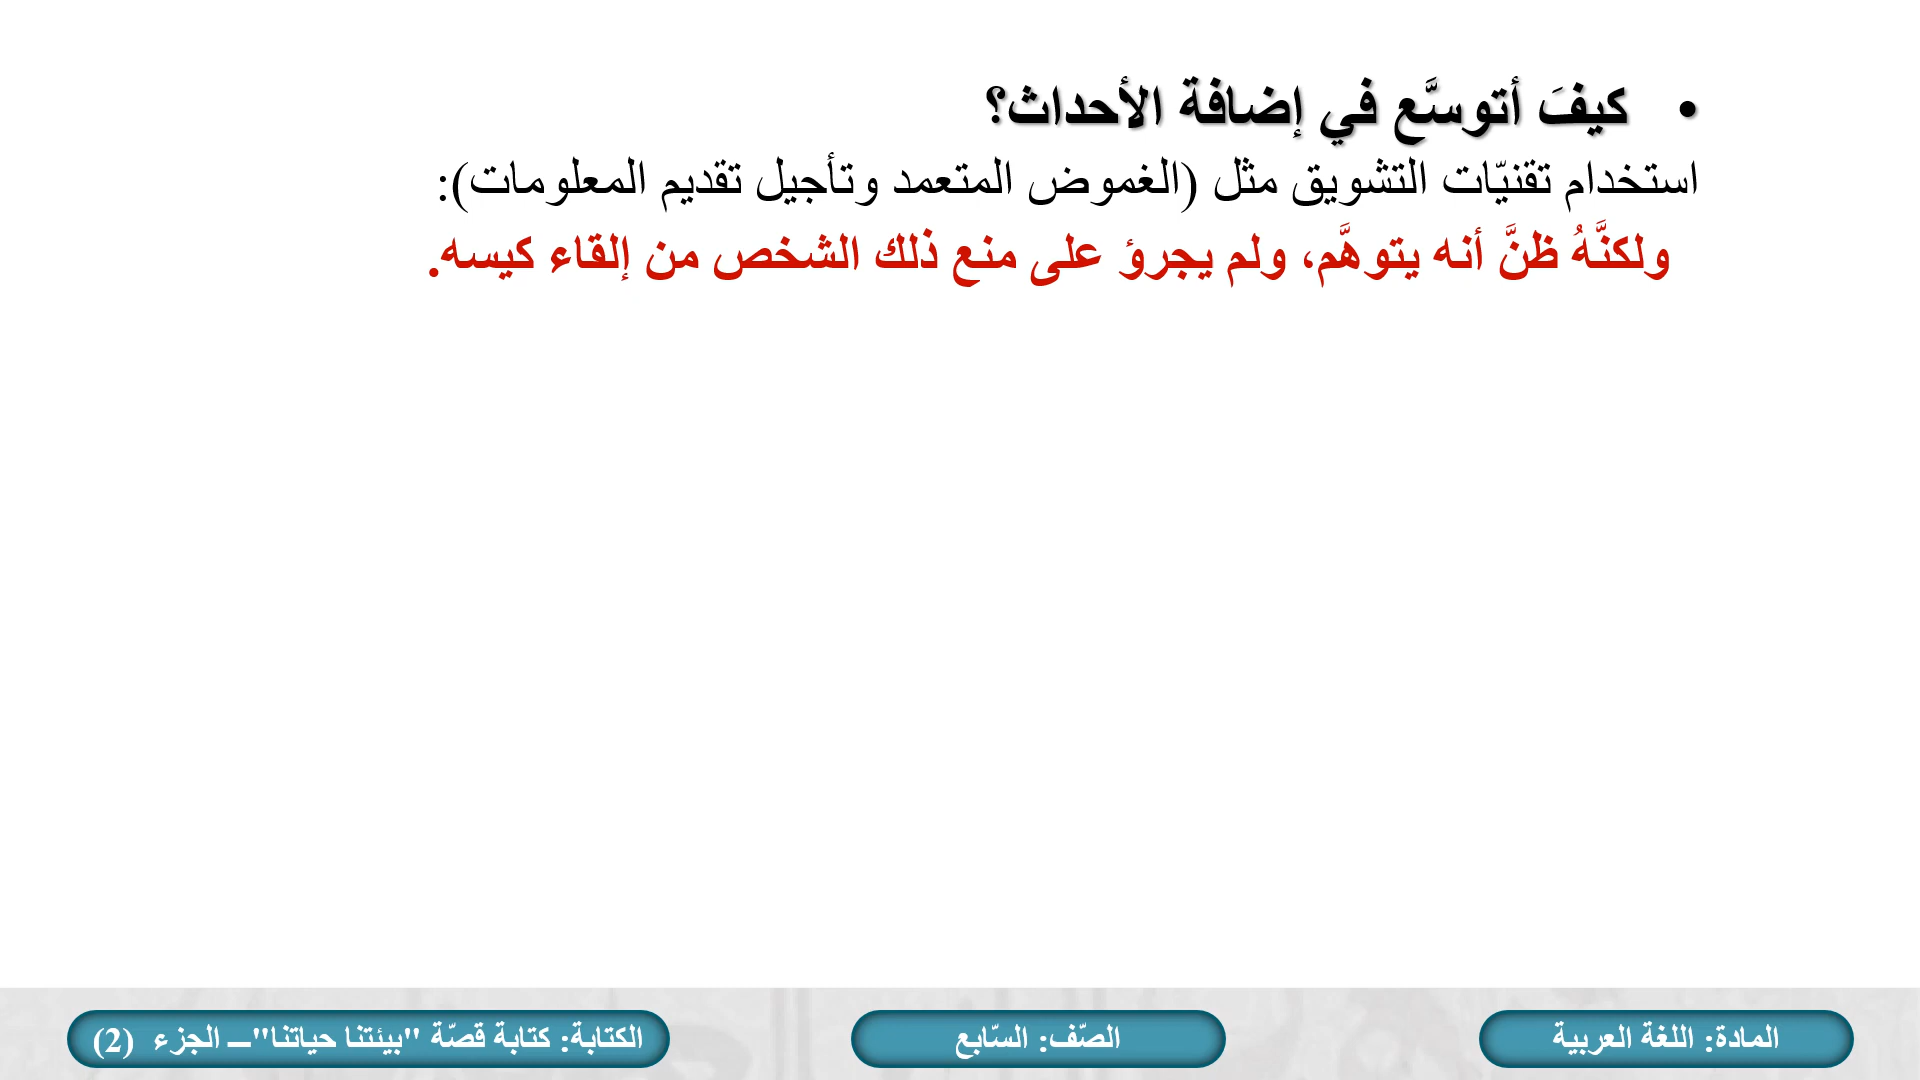 • كيفَ أتوسَّع في إضافة الأحداث؟
استخدام تقنيّات التشويق مثل (الغموض المتعمد وتأجيل تقديم المعلومات):
ولكنَّهُ ظنَّ أنه يتوهَّم، ولم يجرؤ على منع ذلك الشخص من إلقاء كيسه.
المادة: اللغة العربية
الصّف: السّابع
الكتابة: كتابة قصّة "بيئتنا حياتنا"– الجزء (2)